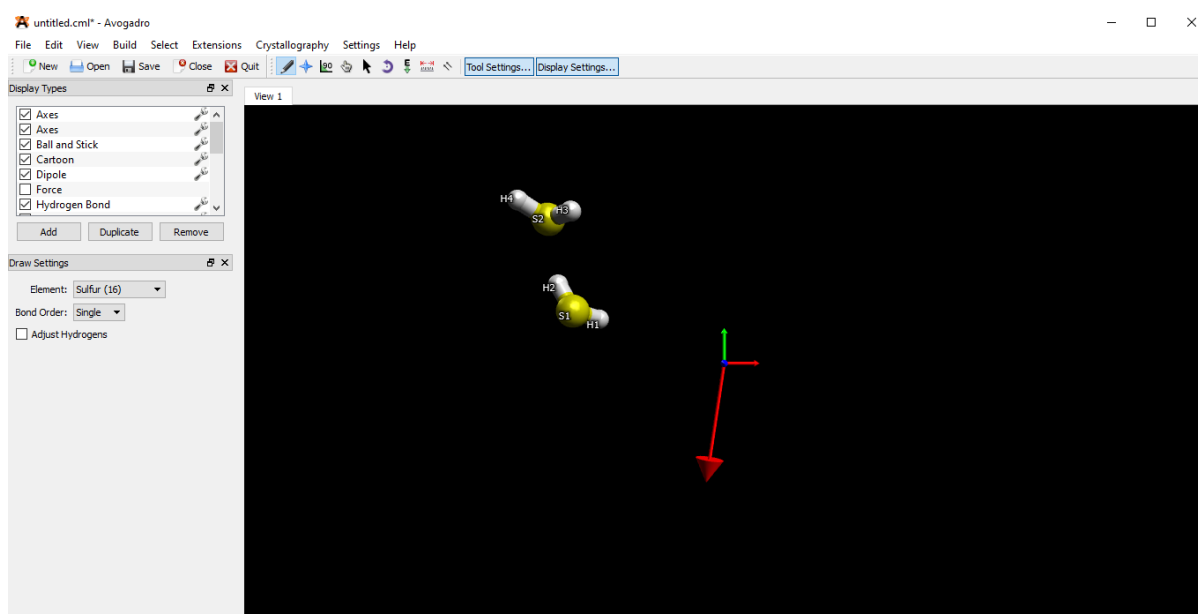 untitled.cml* - Avogadro
File Edit View Build Select Extensions Crystallography Settings Help
New Open Save Close Quit Tool Settings... Display Settings...
Display Types
View 1
Axes
Axes
Ball and Stick
Cartoon
Dipole
Force
Hydrogen Bond
Add Duplicate Remove
Draw Settings
Element: Sulfur (16)
Bond Order: Single
Adjust Hydrogens
H4
H3
S2
H2
S1
H1